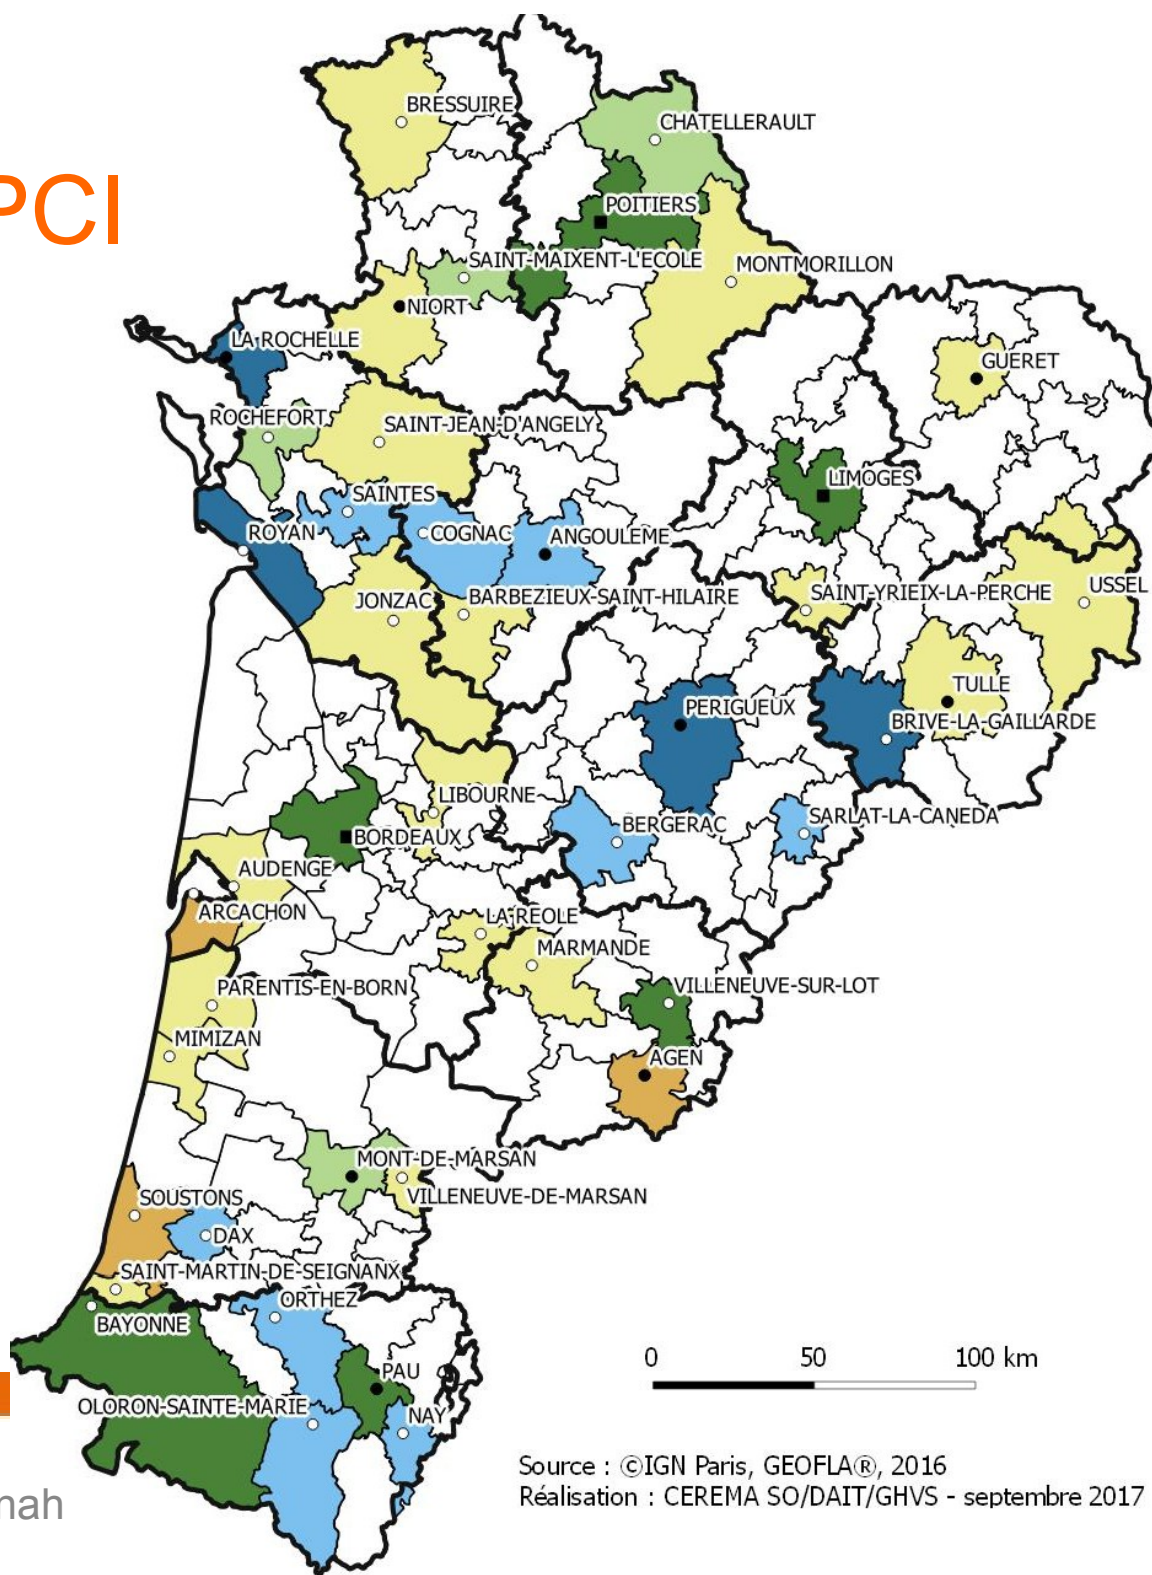 BRESSUIRE
CHATELLERAULT
PCI
POITIERS
SAINT-MAIXENT-L'ECOLE
MONTMORILLON
NIORT
LA ROCHELLE
GUERET
ROCHEFORT
SAINT-JEAN-D'ANGELY
LIMOGES
SAINTES
ROYAN
COGNAC
ANGOULEME
USSEL
JONZAC
BARBEZIEUX-SAINT-HILAIRE
SAINT-YRIEIX-LA-PERCHE
TULLE
PERIGUEUX
BRIVE-LA-GAILLARDE
LIBOURNE
BORDEAUX
BERGERAC
SARLAT-LA-CANEDA
AUDENGE
ARCACHON
LA REOLE
MARMANDE
PARENTIS-EN-BORN
VILLENEUVE-SUR-LOT
MIMIZAN
AGEN
MONT-DE-MARSAN
SOUSTONS
VILLENEUVE-DE-MARSAN
DAX
SAINT-MARTIN-DE-SEIGNANX
ORTHEZ
BAYONNE
0 50 100 km
PAU
OLORON-SAINTE-MARIE
NAY
Source : ©IGN Paris, GEOFLA®, 2016
Réalisation : CEREMA SO/DAIT/GHVS - septembre 2017
nah